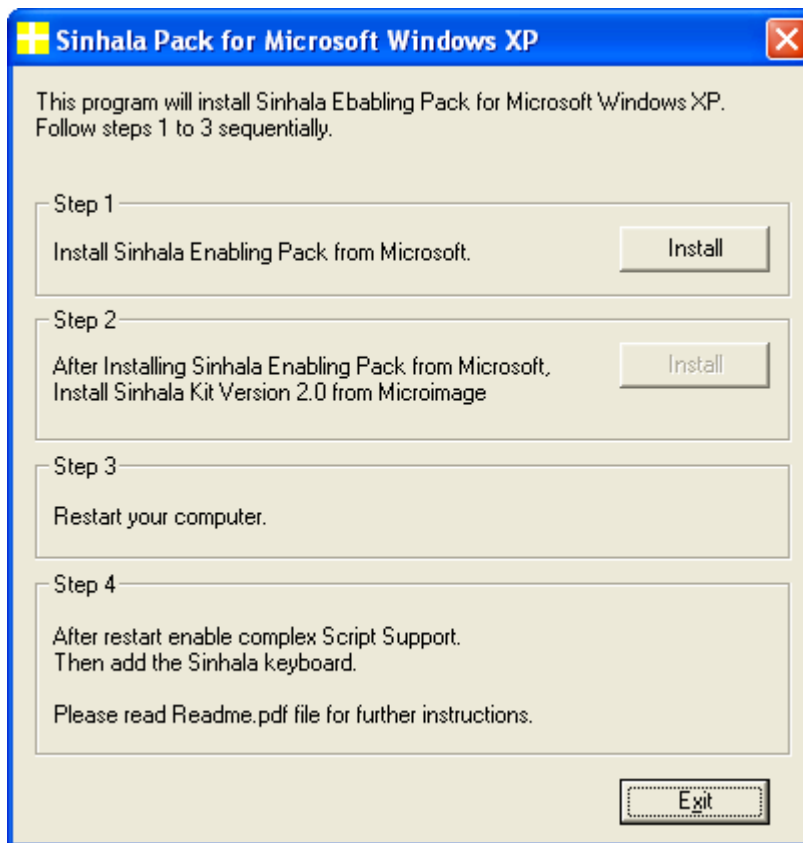 Sinhala Pack for Microsoft Windows XP
This program will install Sinhala Ebabling Pack for Microsoft Windows XP.
Follow steps 1 to 3 sequentially.
Step 1
Install Sinhala Enabling Pack from Microsoft.
Install
Step 2
After Installing Sinhala Enabling Pack from Microsoft,
Install Sinhala Kit Version 2.0 from Microimage
Install
Step 3
Restart your computer.
Step 4
After restart enable complex Script Support.
Then add the Sinhala keyboard.
Please read Readme.pdf file for further instructions.
Exit